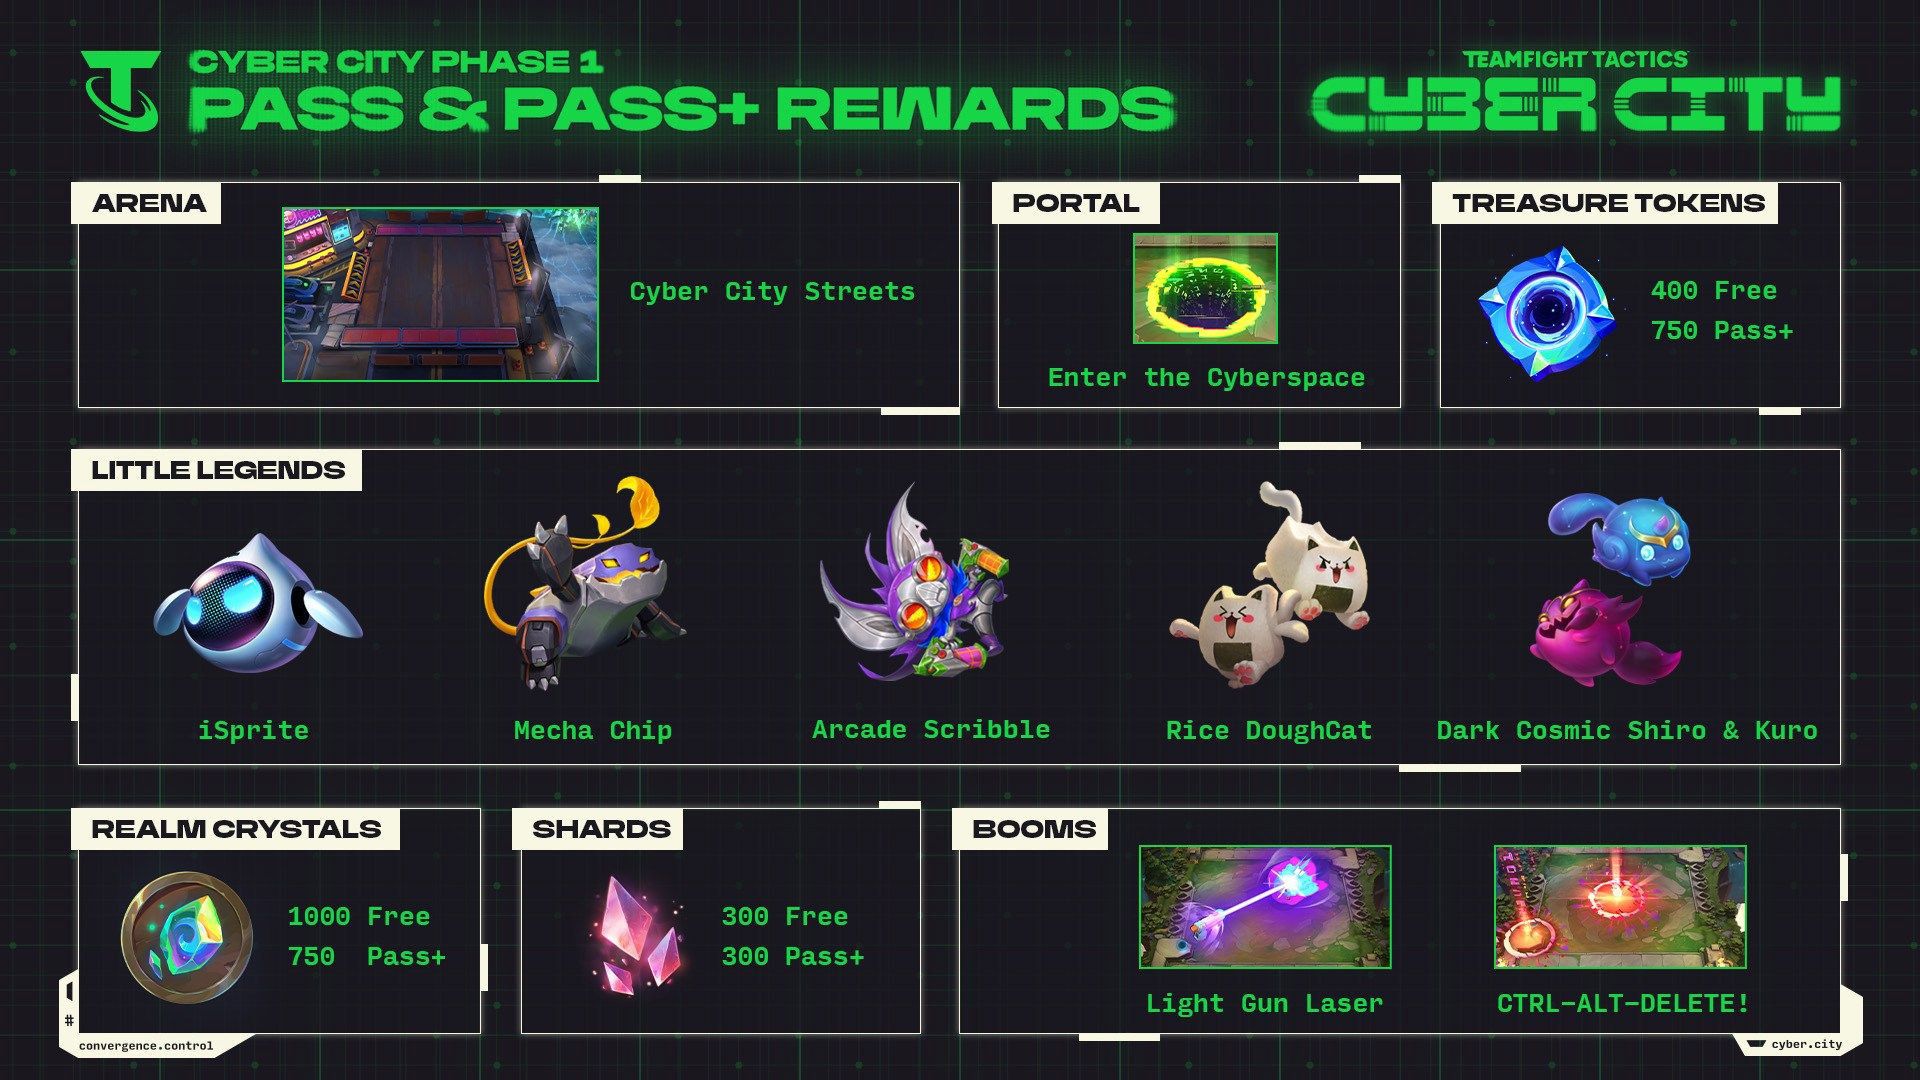 CYBER CITY PHASE 1
PASS & PASS+ REWARDS
TEAMFIGHT TACTICS
CYBER CITY
ARENA
Cyber City Streets
PORTAL
Enter the Cyberspace
TREASURE TOKENS
400 Free
750 Pass+
LITTLE LEGENDS
iSprite
Mecha Chip
Arcade Scribble
Rice DoughCat
Dark Cosmic Shiro & Kuro
REALM CRYSTALS
1000 Free
750 Pass+
SHARDS
300 Free
300 Pass+
BOOMS
Light Gun Laser
CTRL-ALT-DELETE!
#
convergence.control
cyber.city